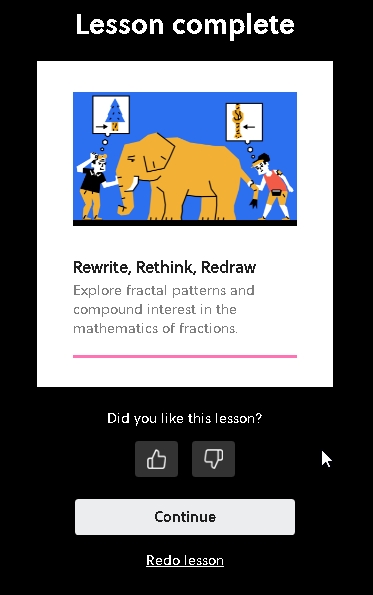 Lesson complete
Rewrite, Rethink, Redraw
Explore fractal patterns and
compound interest in the
mathematics of fractions.
Did you like this lesson?
Continue
Redo lesson